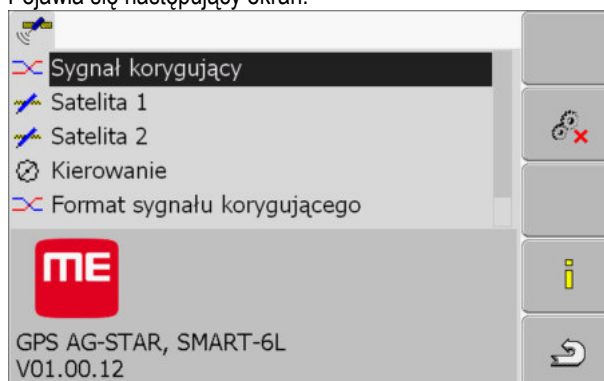 Pojawia się następujący ekran:
Sygnał korygujący
Satelita 1
Satelita 2
Kierowanie
Format sygnału korygującego
ME
GPS AG-STAR, SMART-6L
V01.00.12